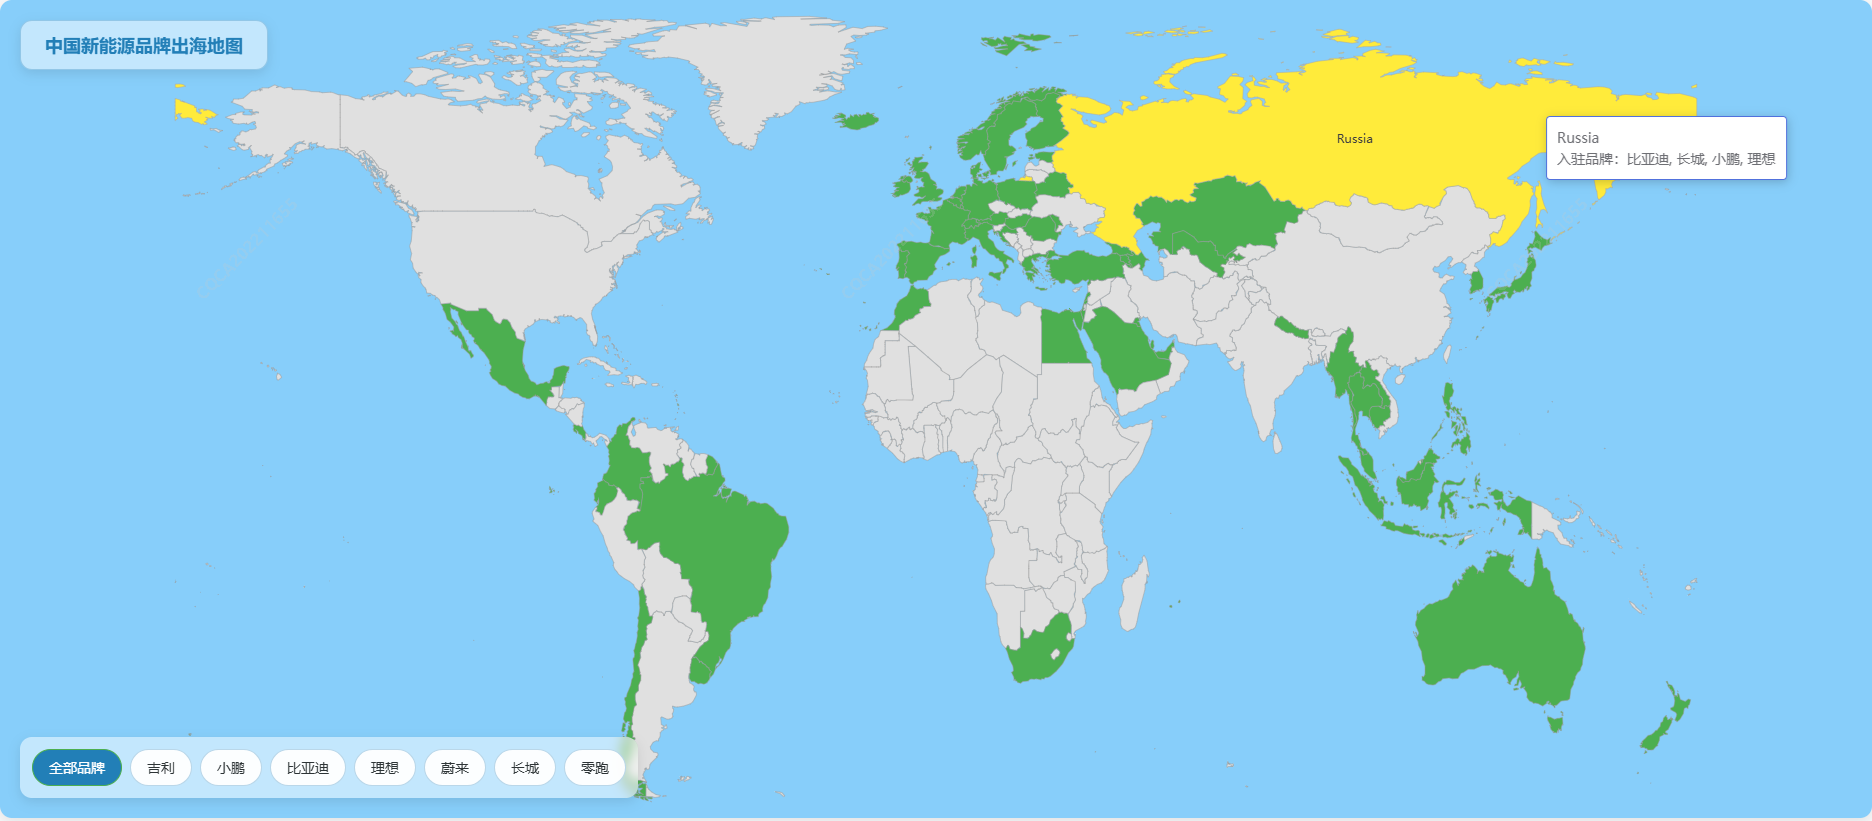 中国新能源品牌出海地图
Russia
Russia
入驻品牌：比亚迪, 长城, 小鹏, 理想
全部品牌
吉利
小鹏
比亚迪
理想
蔚来
长城
零跑